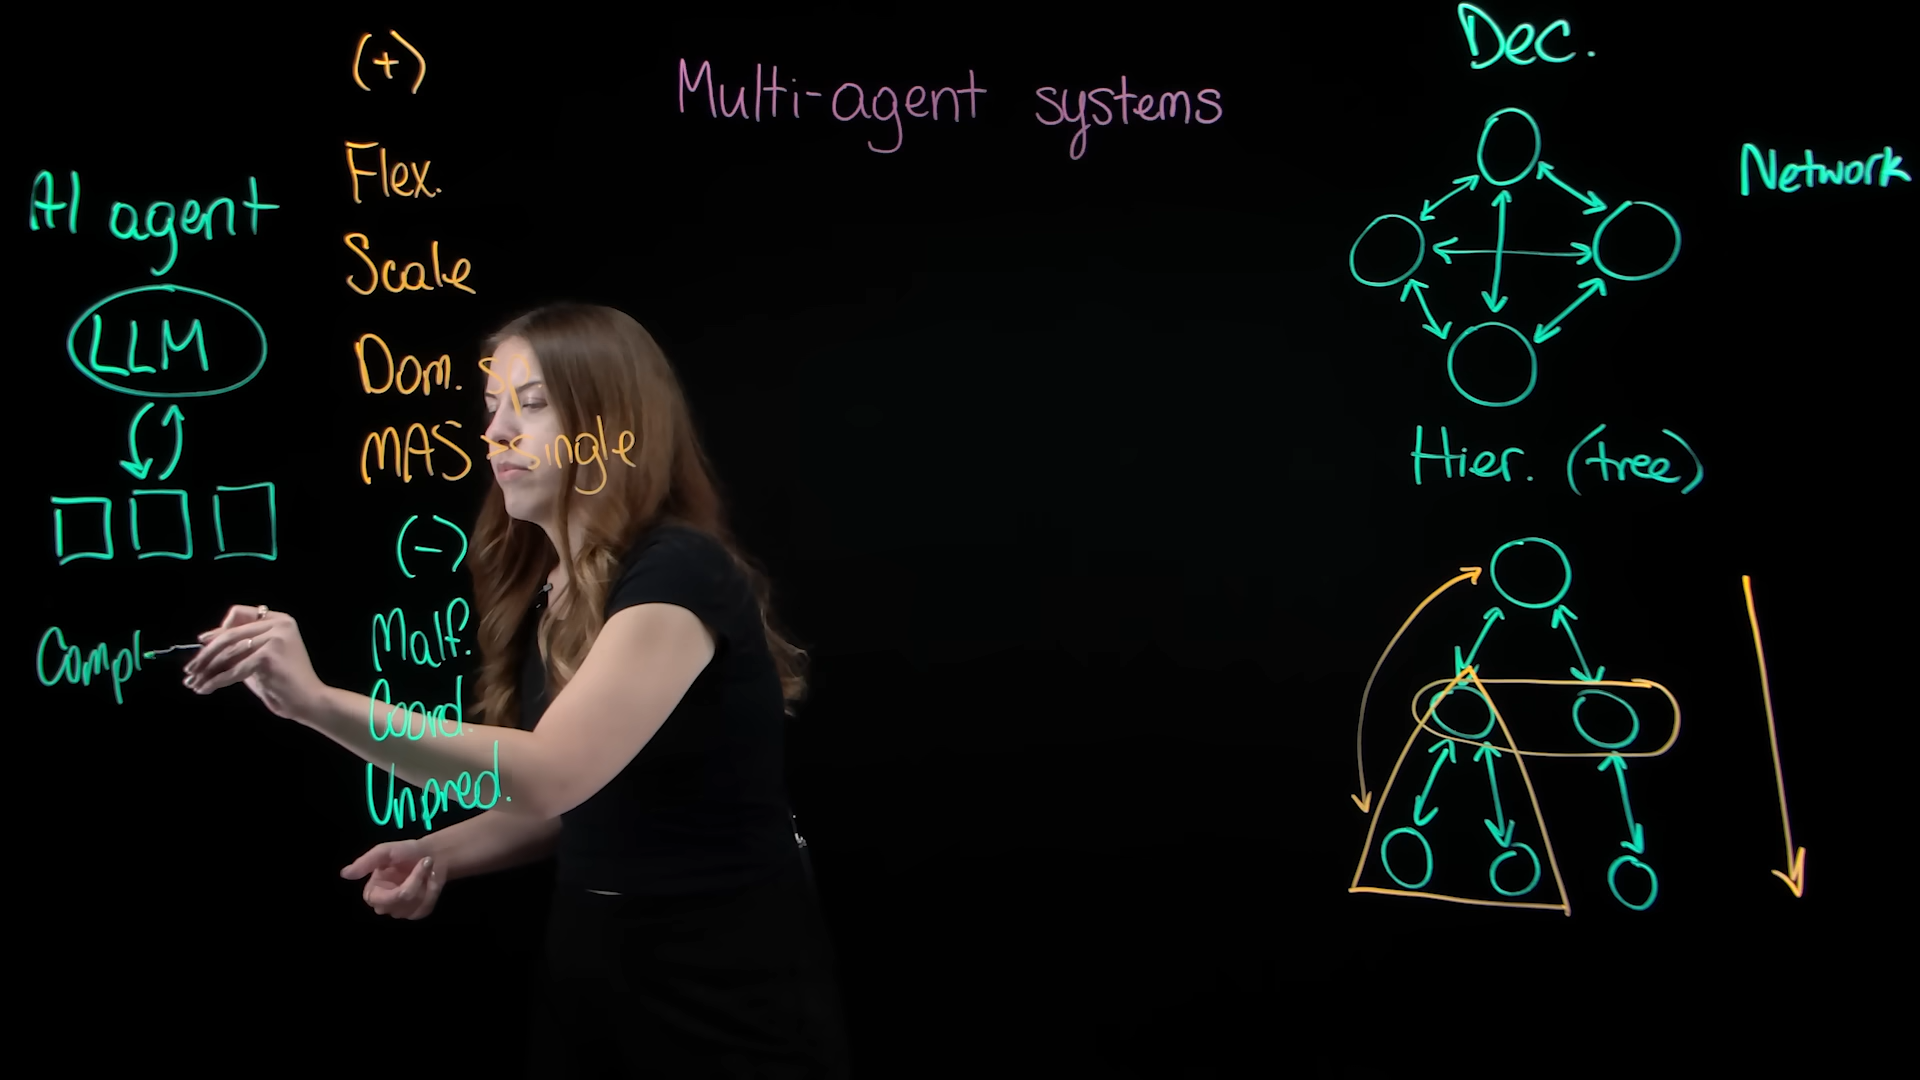 Multi-agent systems
AI agent
LLM
Compl
(+)
Flex.
Scale
Dom. sp.
MAS > single
(-)
Malf.
Coord.
Unpred.
Dec.
Network
Hier. (tree)